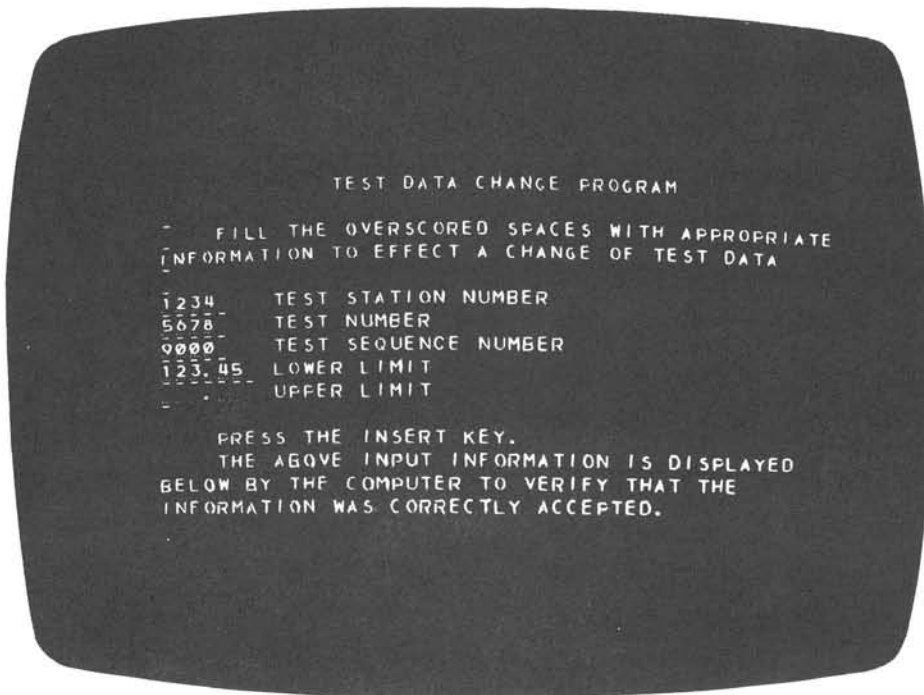 TEST DATA CHANGE PROGRAM
FILL THE OVERSCORED SPACES WITH APPROPRIATE
INFORMATION TO EFFECT A CHANGE OF TEST DATA
1234 TEST STATION NUMBER
5678 TEST NUMBER
9000 TEST SEQUENCE NUMBER
123.45 LOWER LIMIT
. UPPER LIMIT
PRESS THE INSERT KEY.
THE ABOVE INPUT INFORMATION IS DISPLAYED
BELOW BY THE COMPUTER TO VERIFY THAT THE
INFORMATION WAS CORRECTLY ACCEPTED.